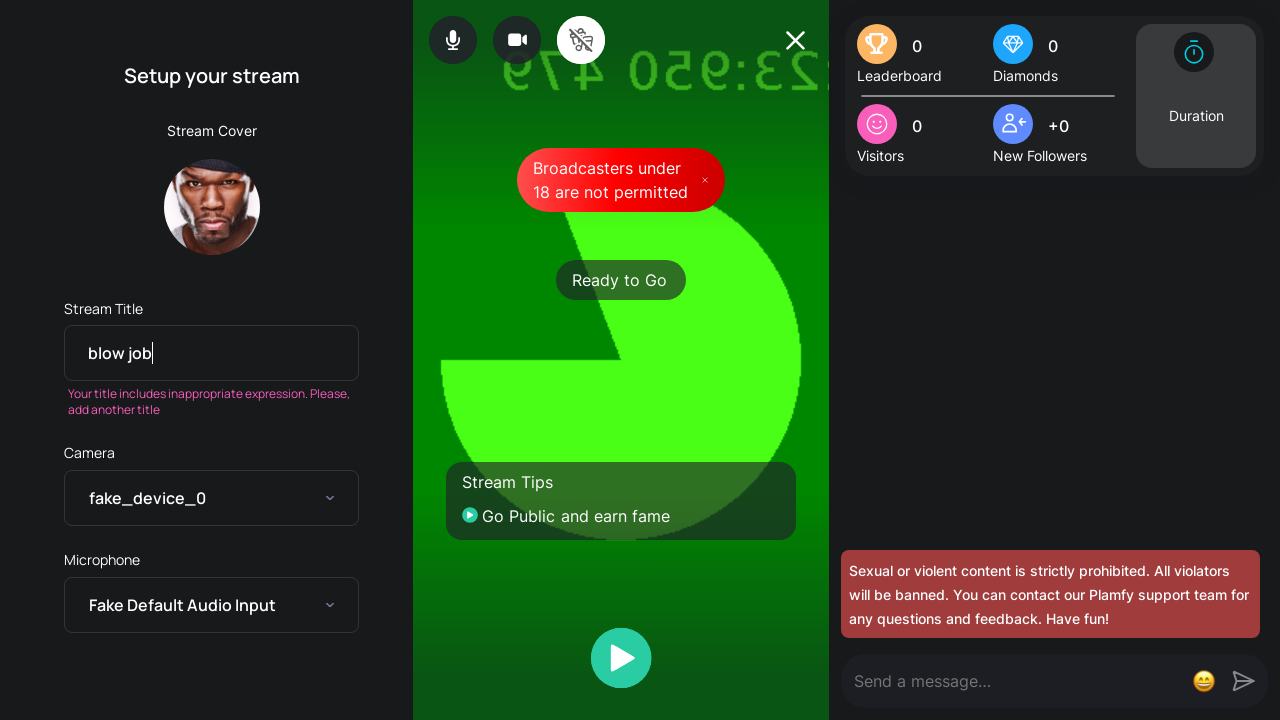 Setup your stream
Stream Cover
Stream Title
blow job
Your title includes inappropriate expression. Please,
add another title
Camera
fake_device_0
Microphone
Fake Default Audio Input
Broadcasters under
18 are not permitted
Ready to Go
Stream Tips
Go Public and earn fame
0
Leaderboard
0
Diamonds
0
Visitors
+0
New Followers
Duration
Sexual or violent content is strictly prohibited. All violators
will be banned. You can contact our Plamfy support team for
any questions and feedback. Have fun!
Send a message...